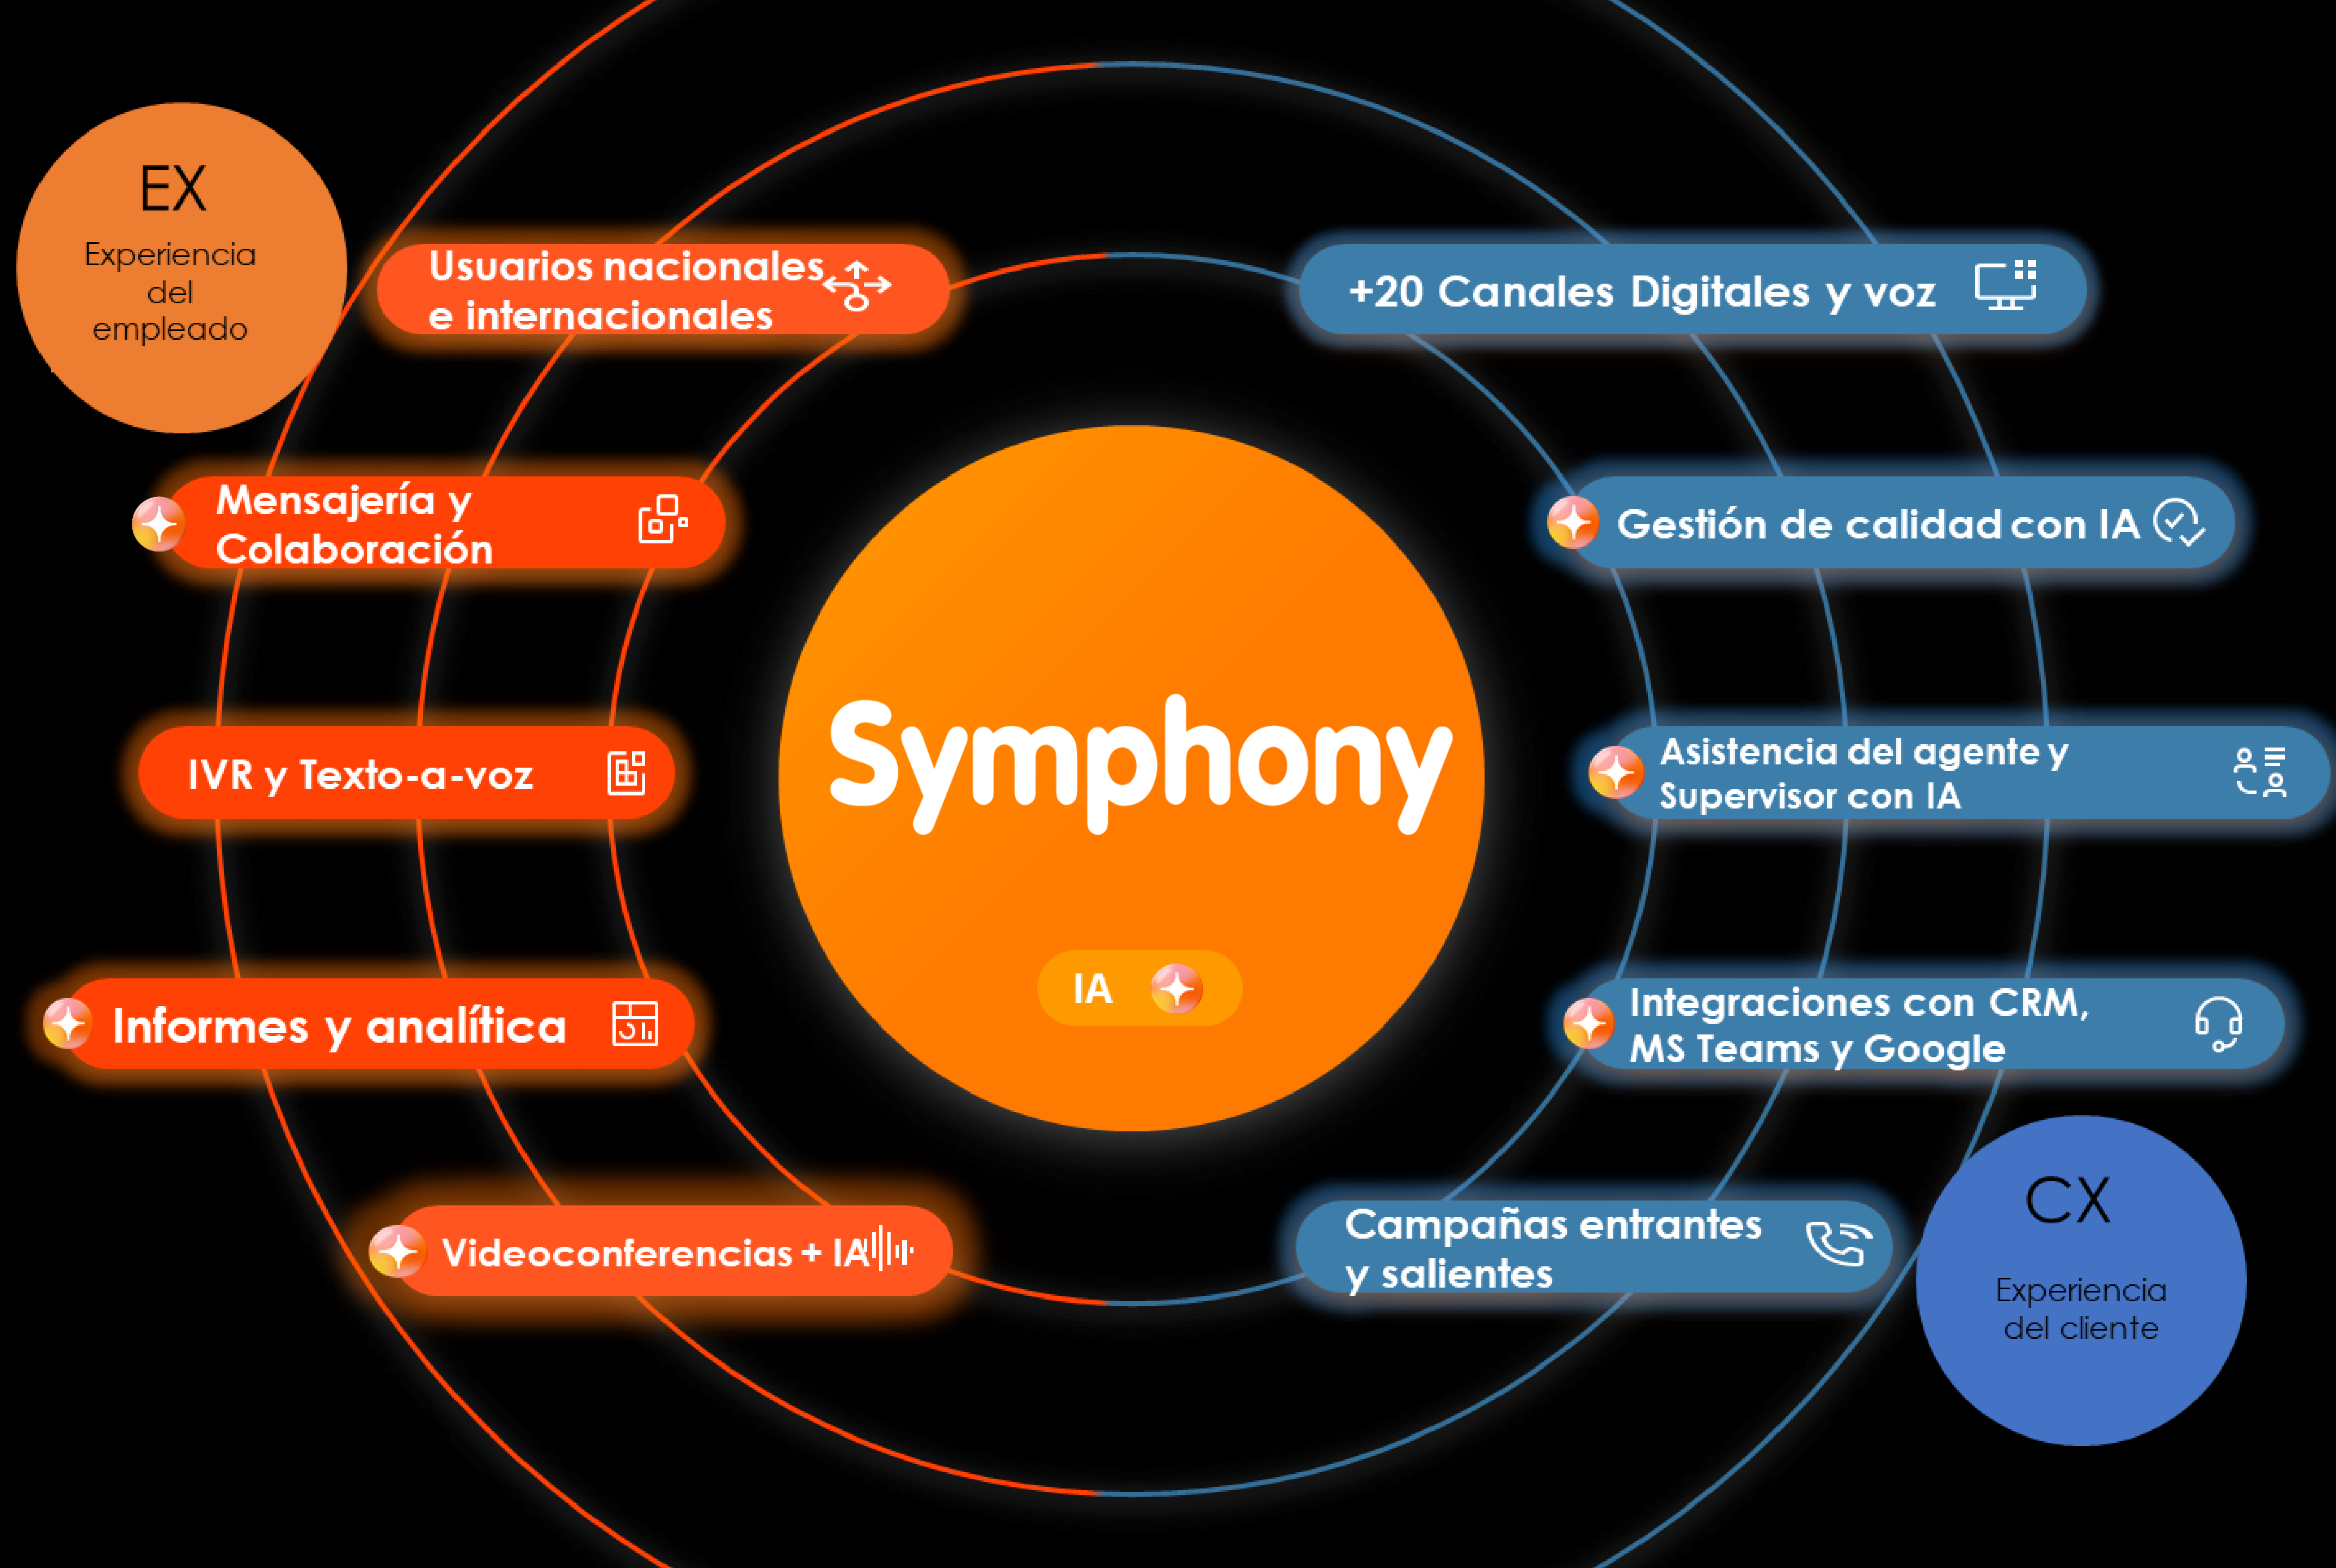 EX
Experiencia
del
empleado
Usuarios nacionales
e internacionales
+20 Canales Digitales y voz
Mensajería y
Colaboración
Gestión de calidad con IA
IVR y Texto-a-voz
Symphony
Asistencia del agente y
Supervisor con IA
IA
Informes y analítica
Integraciones con CRM,
MS Teams y Google
Videoconferencias + IA
Campañas entrantes
y salientes
CX
Experiencia
del cliente